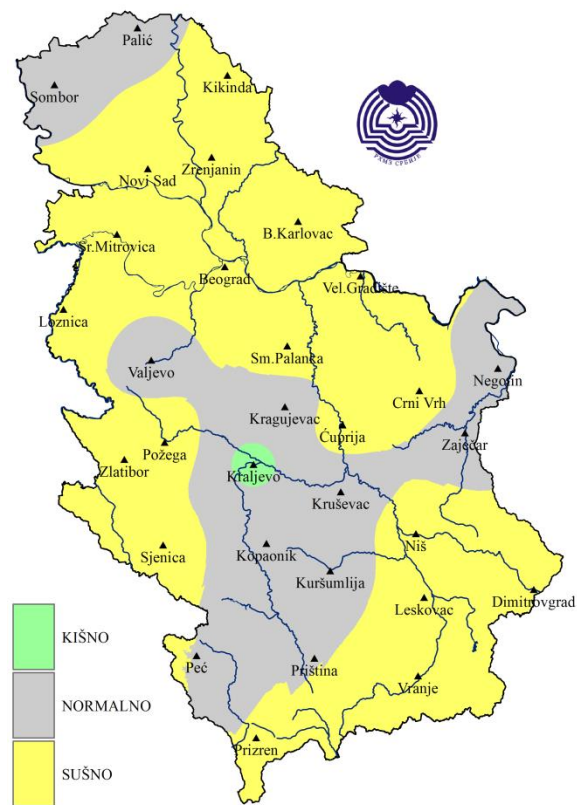 Palić
Sombor
Kikinda
РХМЗ СРБИЈЕ
Novi Sad
Zrenjanin
B.Karlovac
Sr.Mitrovica
Beograd
Vel.Gradište
Loznica
Sm.Palanka
Valjevo
Negotin
Crni Vrh
Kragujevac
Ćuprija
Zaječar
Požega
Zlatibor
Kraljevo
Kruševac
Niš
Sjenica
Kopaonik
Kuršumlija
Dimitrovgrad
Leskovac
KIŠNO
Peć
Priština
Vranje
NORMALNO
Prizren
SUŠNO